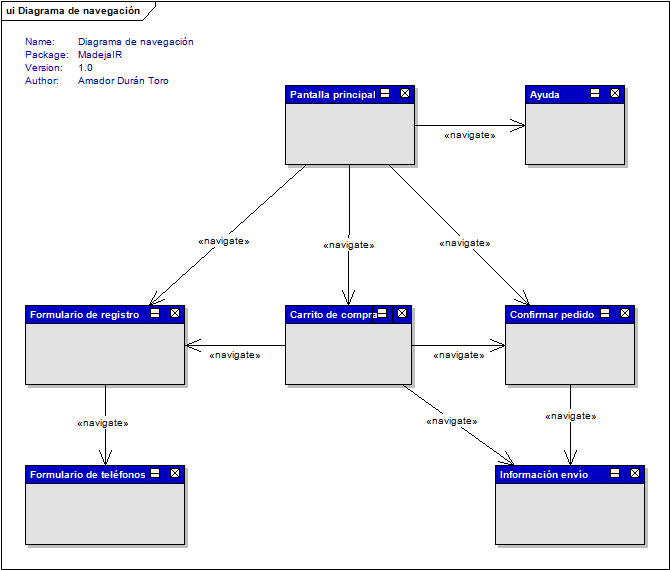 ui Diagrama de navegación
Name: Diagrama de navegación
Package: MadejaIR
Version: 1.0
Author: Amador Durán Toro
Pantalla principal
Ayuda
«navigate»
«navigate»
«navigate»
«navigate»
Formulario de registro
Carrito de compra
Confirmar pedido
«navigate»
«navigate»
«navigate»
«navigate»
«navigate»
Formulario de teléfonos
Información envío